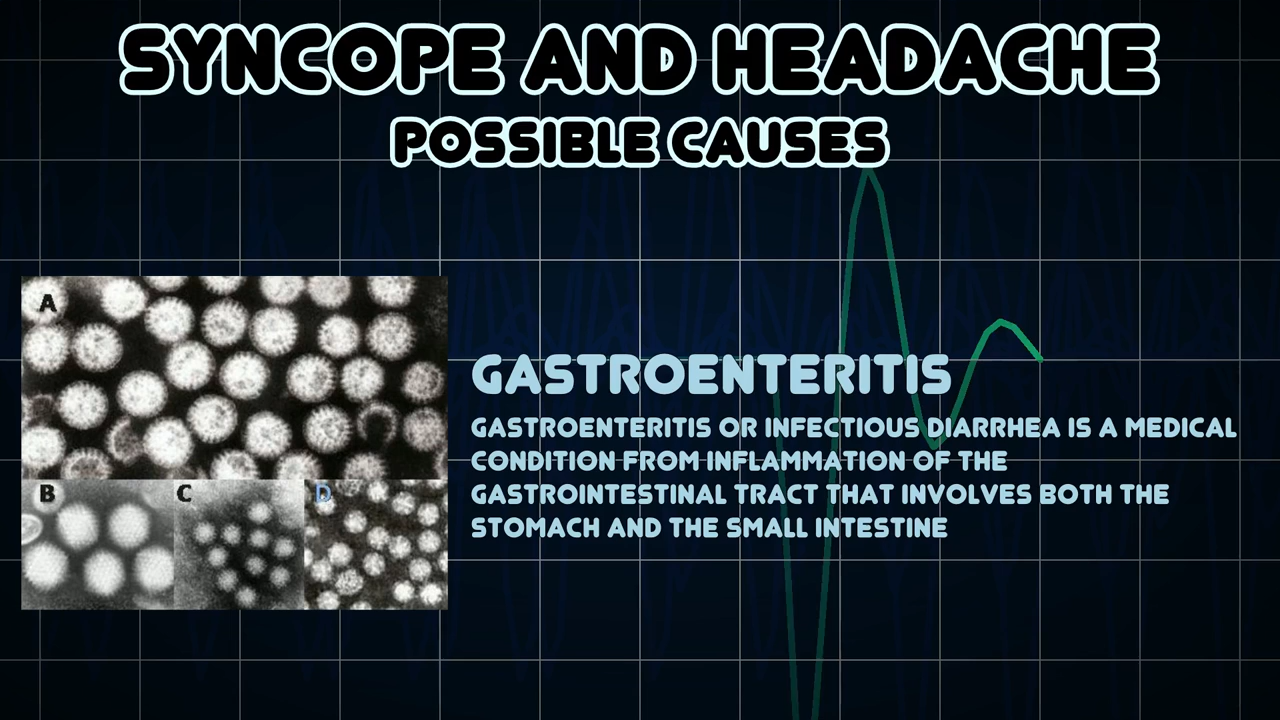 SYNCOPE AND HEADACHE
POSSIBLE CAUSES
A
B
C
D
GASTROENTERITIS
GASTROENTERITIS OR INFECTIOUS DIARRHEA IS A MEDICAL
CONDITION FROM INFLAMMATION OF THE
GASTROINTESTINAL TRACT THAT INVOLVES BOTH THE
STOMACH AND THE SMALL INTESTINE